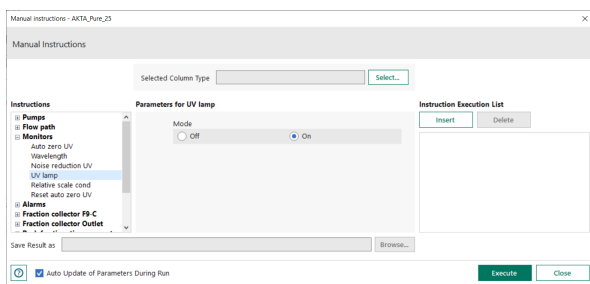 Manual instructions - AKTA_Pure_25
Manual Instructions
Selected Column Type
Select...
Instructions
Parameters for UV lamp
Instruction Execution List
Pumps
Flow path
Monitors
Auto zero UV
Wavelength
Noise reduction UV
UV lamp
Relative scale cond
Reset auto zero UV
Alarms
Fraction collector F9-C
Fraction collector Outlet
Mode
Off
On
Insert
Delete
Save Result as
Browse...
Auto Update of Parameters During Run
Execute
Close